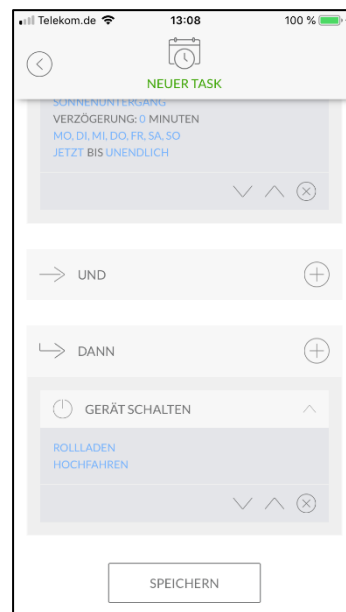 Telekom.de 13:08 100 %
NEUER TASK
SONNENUNTERGANG
VERZÖGERUNG: 0 MINUTEN
MO, DI, MI, DO, FR, SA, SO
JETZT BIS UNENDLICH
UND
DANN
GERÄT SCHALTEN
ROLLLADEN
HOCHFAHREN
SPEICHERN